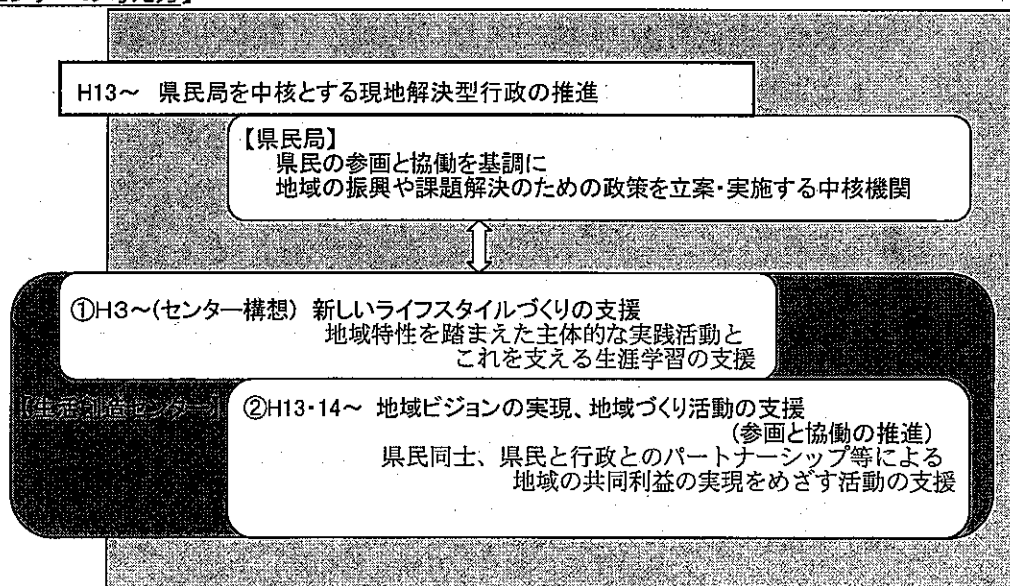 H13~ 県民局を中核とする現地解決型行政の推進
【県民局】
県民の参画と協働を基調に
地域の振興や課題解決のための政策を立案・実施する中核機関
①H3~(センター構想) 新しいライフスタイルづくりの支援
地域特性を踏まえた主体的な実践活動と
これを支える生涯学習の支援
【生活創造センター】
②H13・14~ 地域ビジョンの実現、地域づくり活動の支援
(参画と協働の推進)
県民同士、県民と行政とのパートナーシップ等による
地域の共同利益の実現をめざす活動の支援